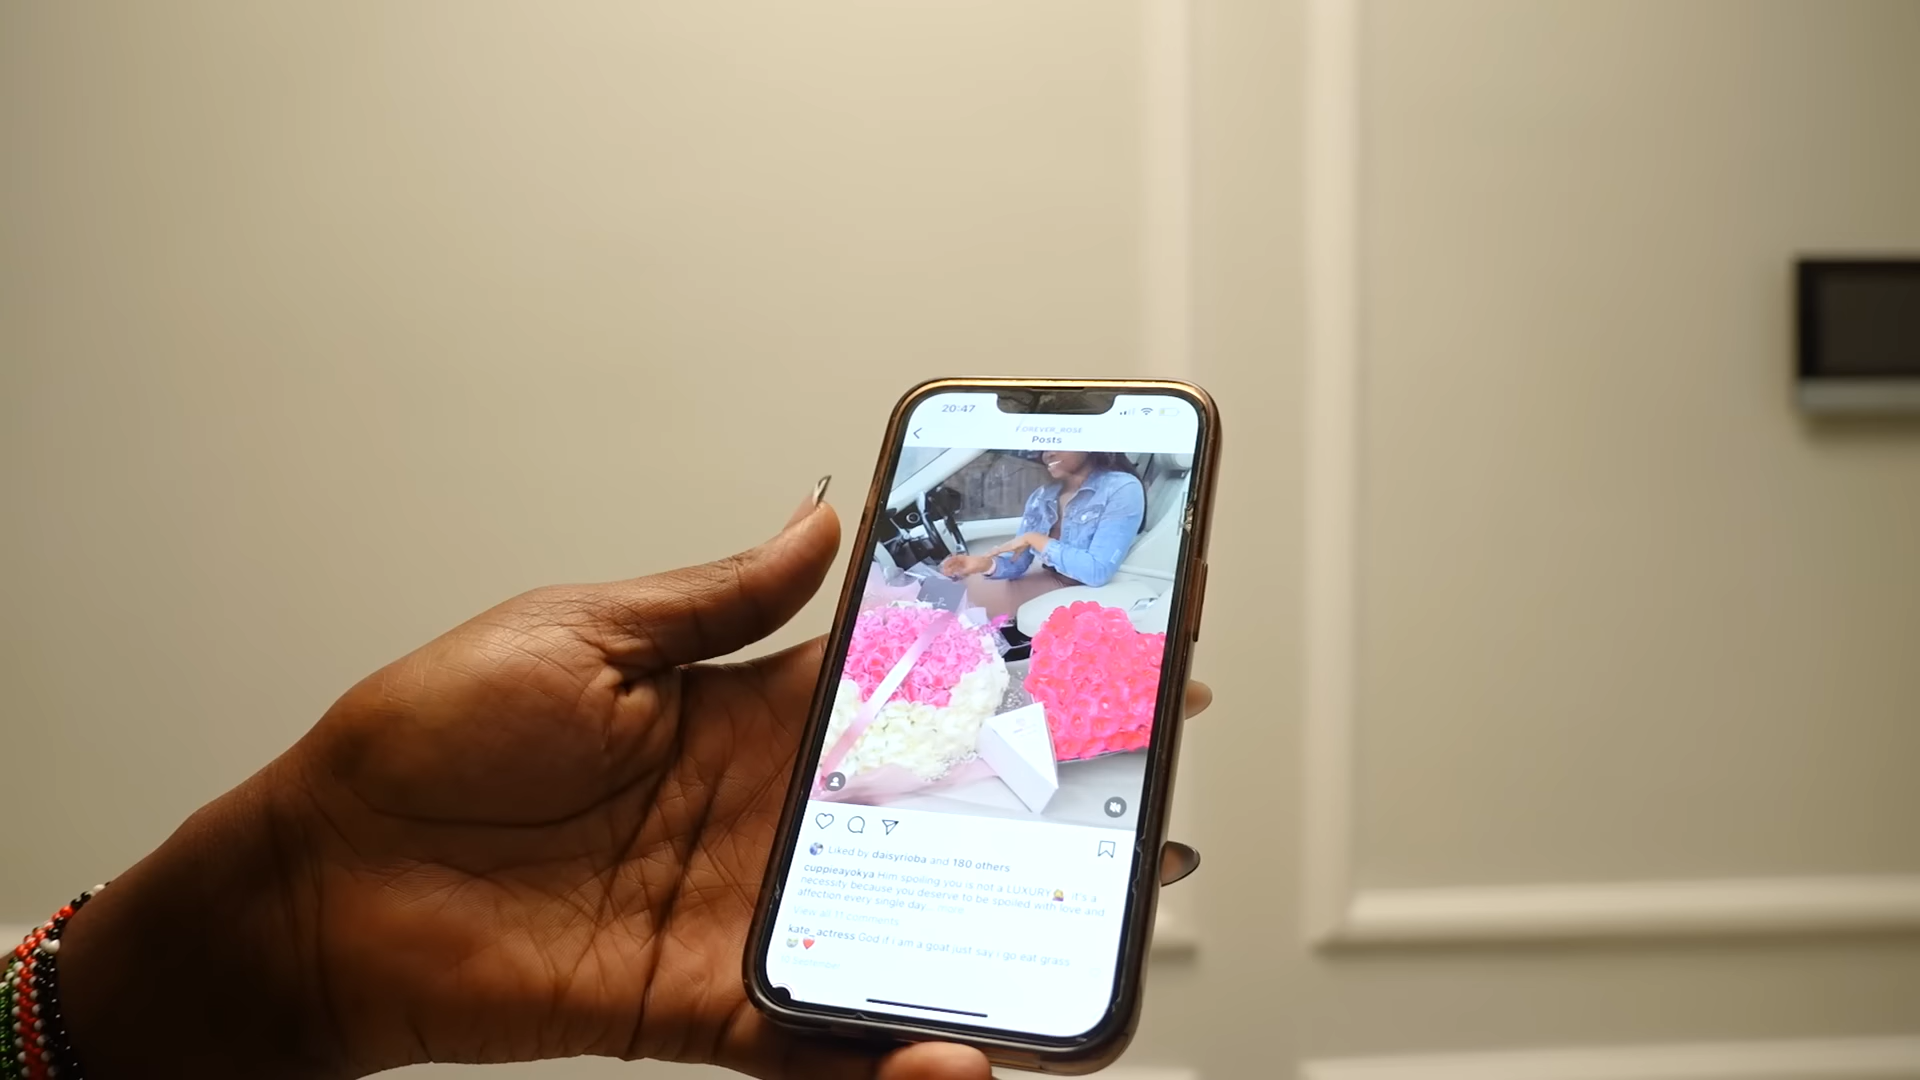 20:47
FOREVER_ROSE
Posts
Liked by daisyrioba and 180 others
cuppieayokya Him spoiling you is not a LUXURY🤷‍♀️ it's a
necessity because you deserve to be spoiled with love and
affection every single day... more
View all 11 comments
kate_actress God if i am a goat just say i go eat grass
😭❤️